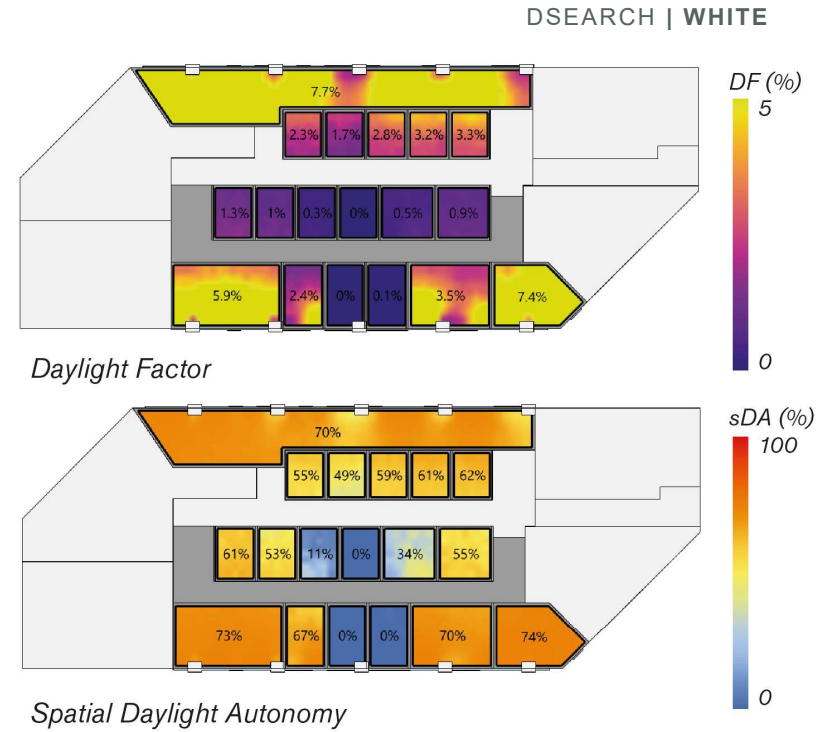 DSEARCH | WHITE
DF (%)
5
7.7%
2.3% 1.7% 2.8% 3.2% 3.3%
1.3% 1% 0.3% 0% 0.5% 0.9%
5.9% 2.4% 0% 0.1% 3.5% 7.4%
0
Daylight Factor
sDA (%)
100
70%
55% 49% 59% 61% 62%
61% 53% 11% 0% 34% 55%
73% 67% 0% 0% 70% 74%
0
Spatial Daylight Autonomy